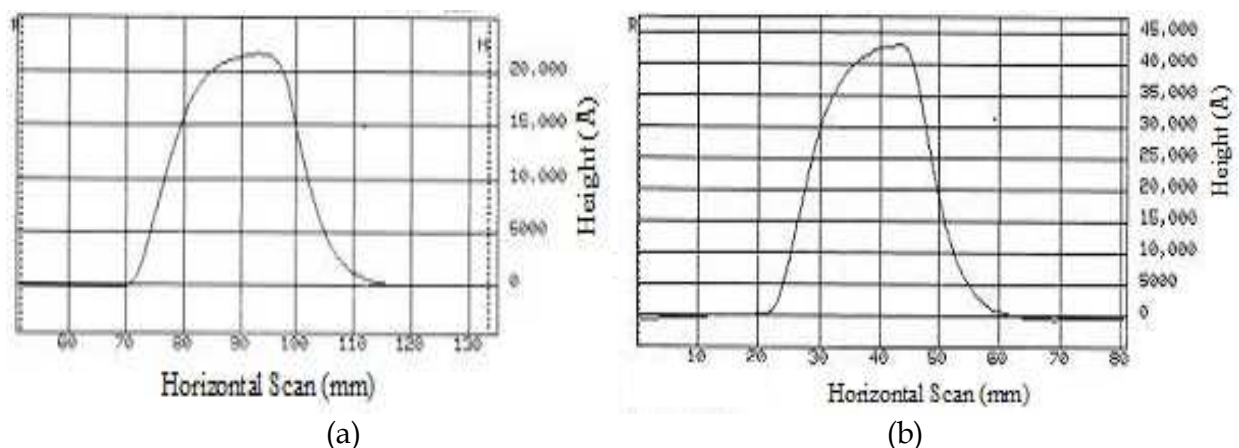 R
M
20,000
15,000
10,000
5000
0
Height (Å)
60 70 80 90 100 110 120 130
Horizontal Scan (mm)
(a)
R
45,000
40,000
35,000
30,000
25,000
20,000
15,000
10,000
5000
0
Height (Å)
10 20 30 40 50 60 70 80
Horizontal Scan (mm)
(b)